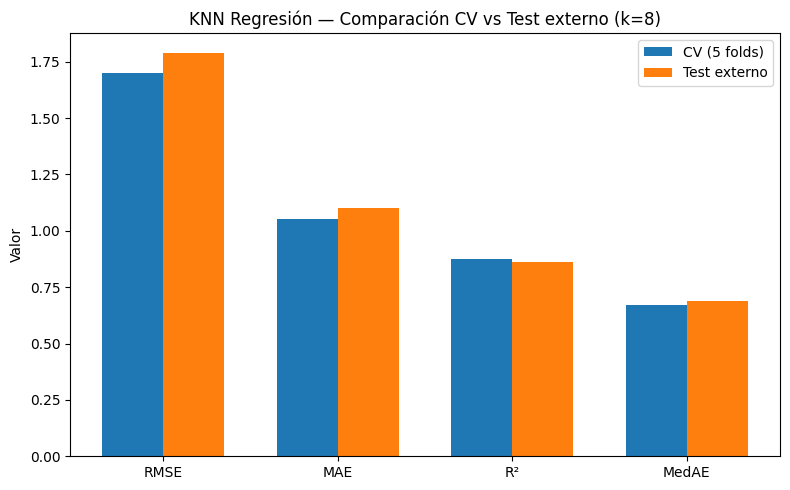 KNN Regresión — Comparación CV vs Test externo (k=8)
CV (5 folds)
Test externo
Valor
1.75
1.50
1.25
1.00
0.75
0.50
0.25
0.00
RMSE
MAE
R²
MedAE